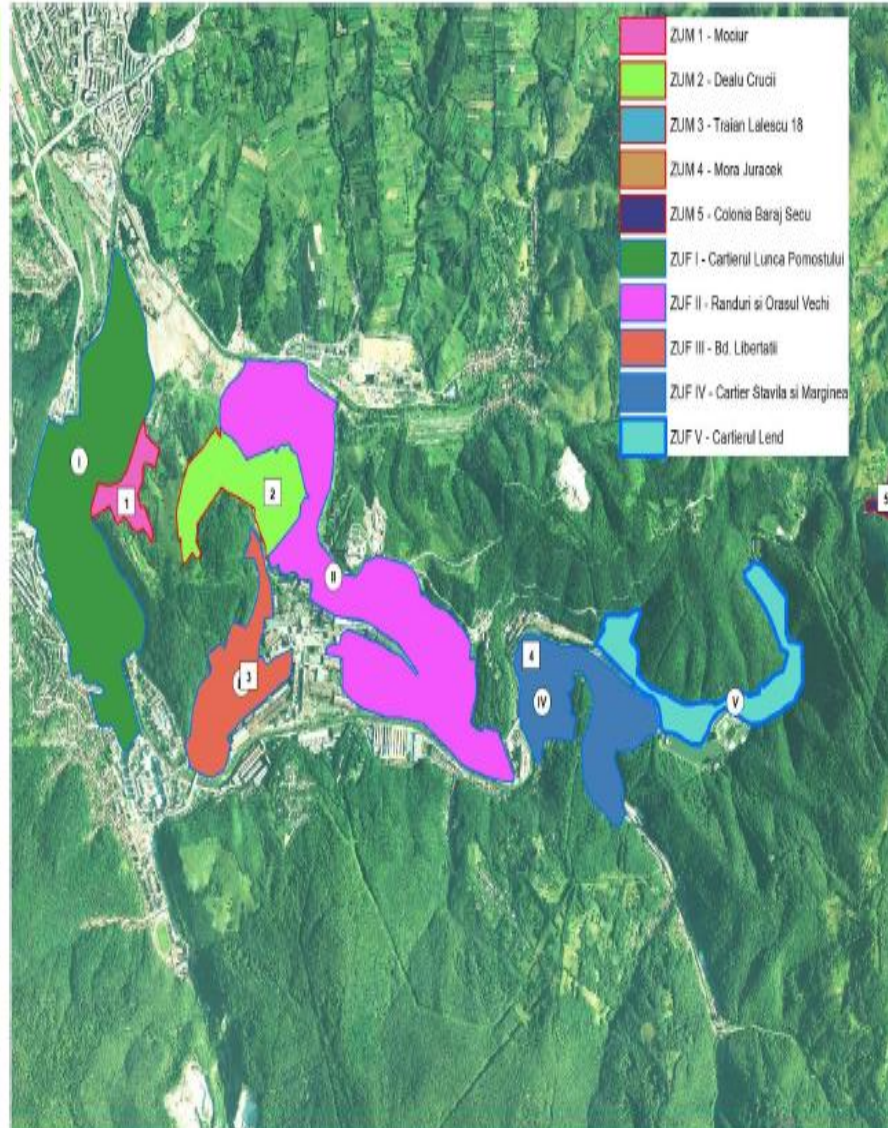 ZUM 1 - Mociur
ZUM 2 - Dealu Crucii
ZUM 3 - Traian Lalescu 18
ZUM 4 - Mora Juracek
ZUM 5 - Colonia Baraj Secu
ZUF I - Cartierul Lunca Pomostului
ZUF II - Randuri si Orasul Vechi
ZUF III - Bd. Libertatii
ZUF IV - Cartier Stavila si Marginea
ZUF V - Cartierul Lend
I
1
2
5
II
3
4
IV
V